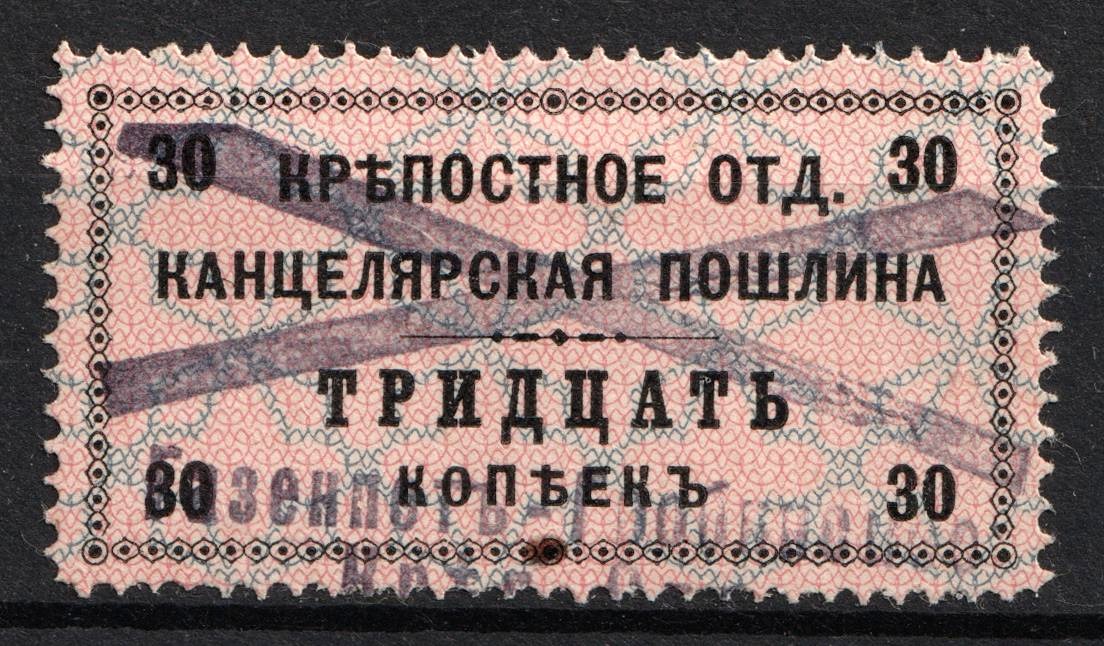 30 КРѢПОСТНОЕ ОТД. 30
КАНЦЕЛЯРСКАЯ ПОШЛИНА
ТРИДЦАТЬ
30 КОПѢЕКЪ 30